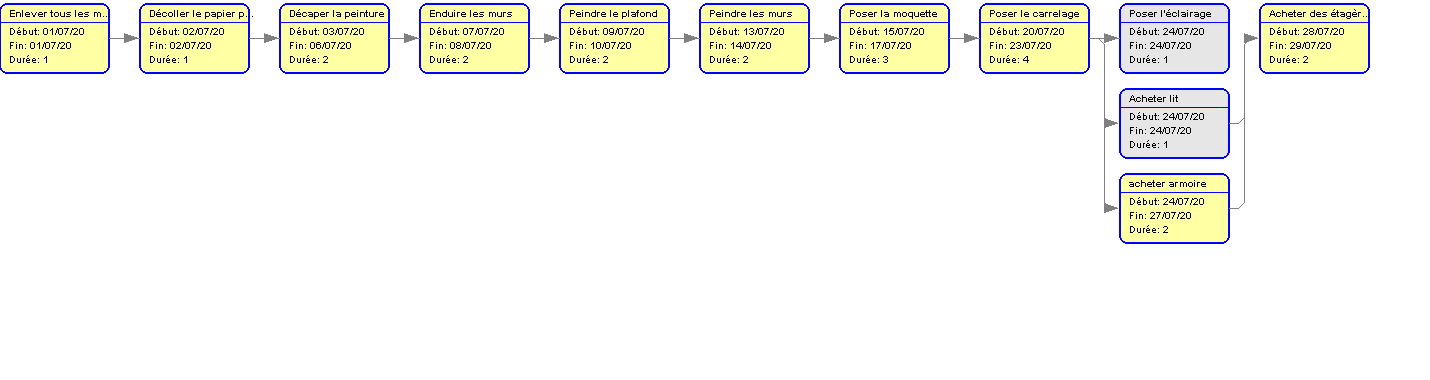 Enlever tous les m...
Début: 01/07/20
Fin: 01/07/20
Durée: 1
Décoller le papier p...
Début: 02/07/20
Fin: 02/07/20
Durée: 1
Décaper la peinture
Début: 03/07/20
Fin: 06/07/20
Durée: 2
Enduire les murs
Début: 07/07/20
Fin: 08/07/20
Durée: 2
Peindre le plafond
Début: 09/07/20
Fin: 10/07/20
Durée: 2
Peindre les murs
Début: 13/07/20
Fin: 14/07/20
Durée: 2
Poser la moquette
Début: 15/07/20
Fin: 17/07/20
Durée: 3
Poser le carrelage
Début: 20/07/20
Fin: 23/07/20
Durée: 4
Poser l'éclairage
Début: 24/07/20
Fin: 24/07/20
Durée: 1
Acheter des étagèr...
Début: 28/07/20
Fin: 29/07/20
Durée: 2
Acheter lit
Début: 24/07/20
Fin: 24/07/20
Durée: 1
acheter armoire
Début: 24/07/20
Fin: 27/07/20
Durée: 2